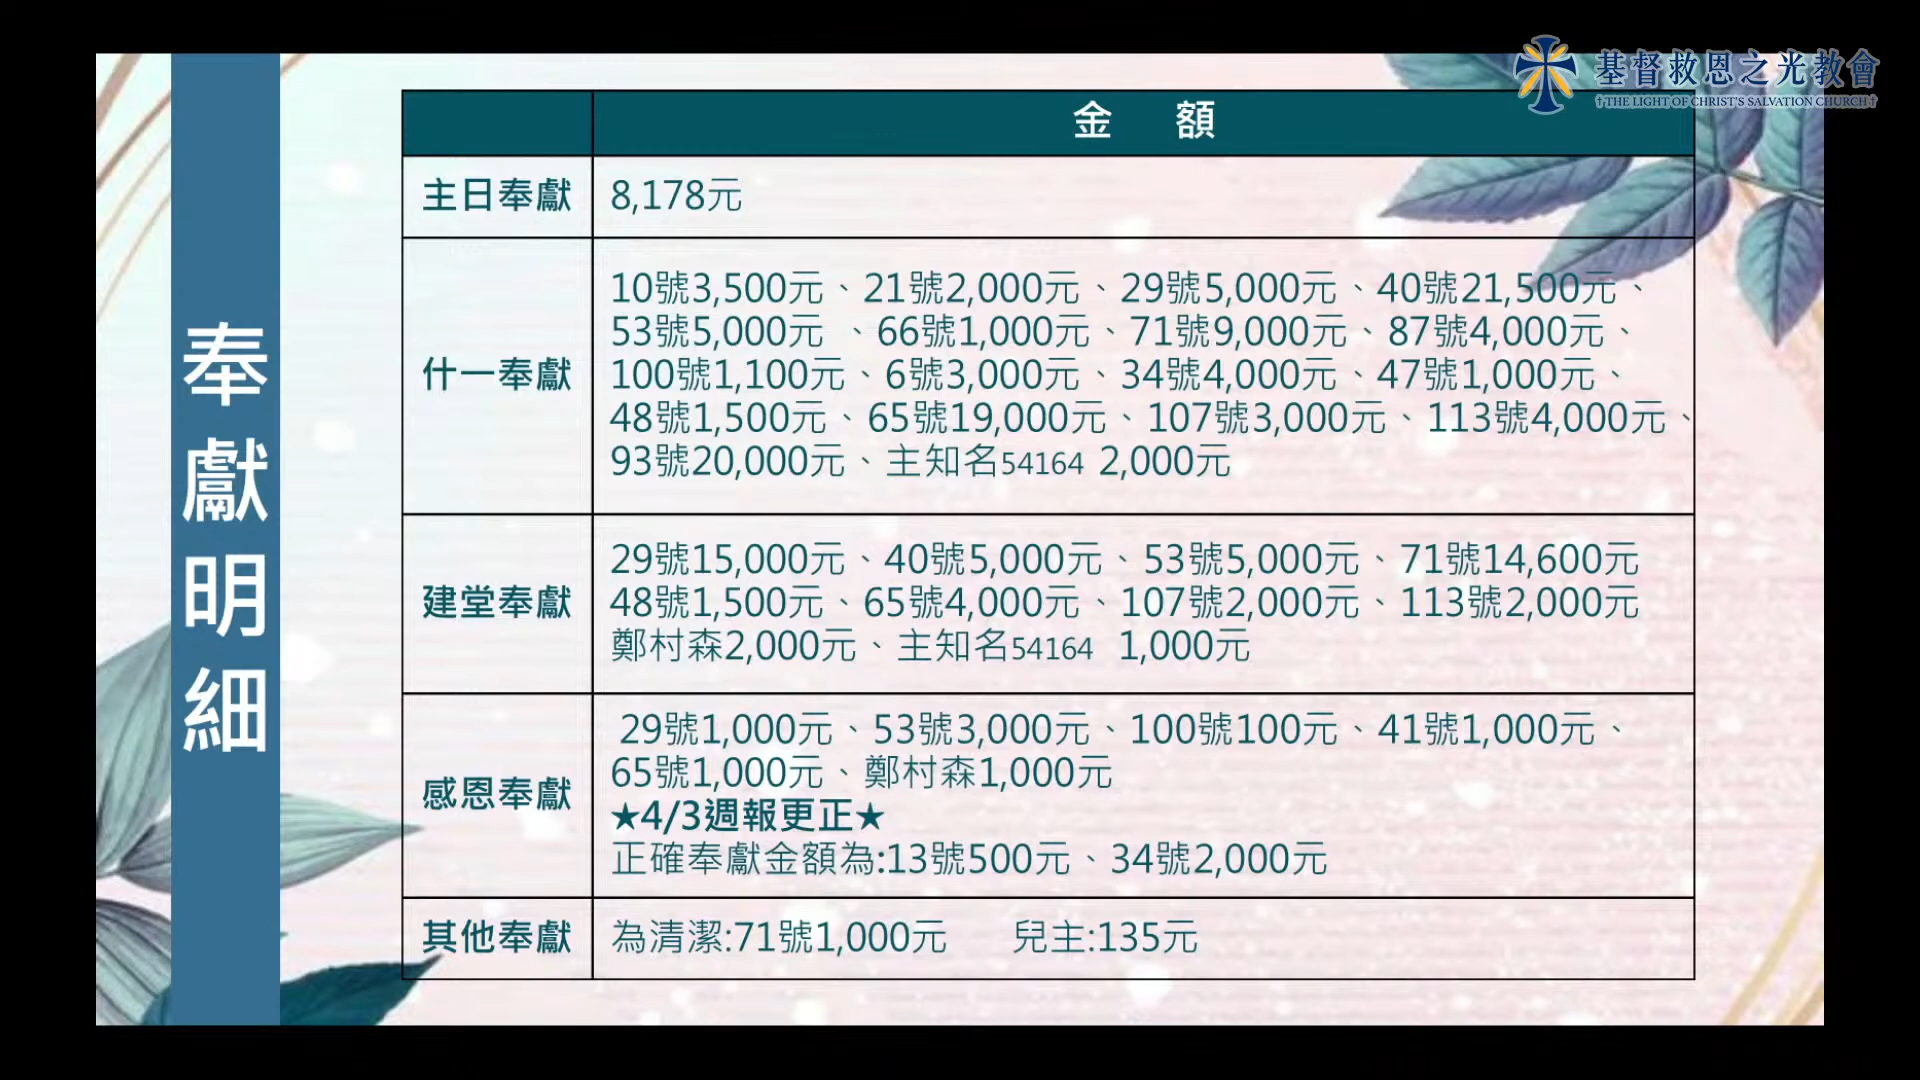 基督救恩之光教會
†THE LIGHT OF CHRIST'S SALVATION CHURCH†
奉獻明細
金 額
主日奉獻 8,178元
什一奉獻
10號3,500元、21號2,000元、29號5,000元、40號21,500元、
53號5,000元 、66號1,000元、71號9,000元、87號4,000元、
100號1,100元、6號3,000元、34號4,000元、47號1,000元、
48號1,500元、65號19,000元、107號3,000元、113號4,000元、
93號20,000元、主知名54164 2,000元
建堂奉獻
29號15,000元、40號5,000元、53號5,000元、71號14,600元
48號1,500元、65號4,000元、107號2,000元、113號2,000元
鄭村森2,000元、主知名54164 1,000元
感恩奉獻
29號1,000元、53號3,000元、100號100元、41號1,000元、
65號1,000元、鄭村森1,000元
★4/3週報更正★
正確奉獻金額為:13號500元、34號2,000元
其他奉獻 為清潔:71號1,000元 兒主:135元